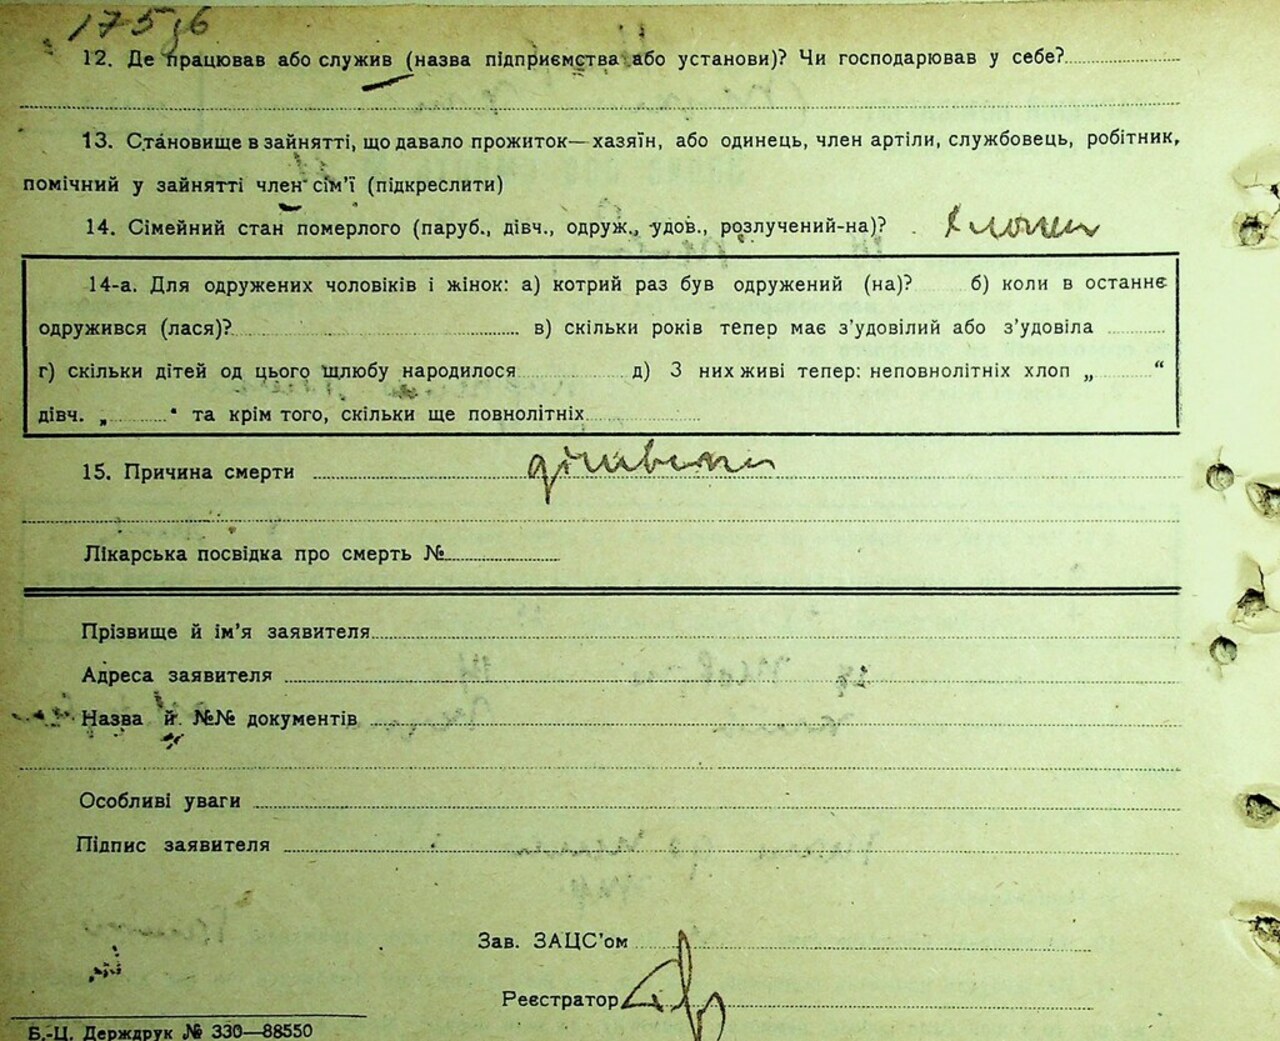 175 зб
12. Де працював або служив (назва підприємства або установи)? Чи господарював у себе?
13. Становище в зайнятті, що давало прожиток—хазяїн, або одинець, член артіли, службовець, робітник,
помічний у зайнятті член сім’ї (підкреслити)
14. Сімейний стан померлого (паруб., дівч., одруж., удов., розлучений-на)?
14-а. Для одружених чоловіків і жінок: а) котрий раз був одружений (на)? б) коли в останнє
одружився (лася)? в) скільки років тепер має з’удовілий або з’удовіла
г) скільки дітей од цього щлюбу народилося д) З них живі тепер: неповнолітніх хлоп „ “
дівч. „ “ та крім того, скільки ще повнолітніх
15. Причина смерти
Лікарська посвідка про смерть №
Прізвище й ім’я заявителя
Адреса заявителя
Назва й №№ документів
Особливі уваги
Підпис заявителя
Зав. ЗАЦС’ом
Реєстратор
Б.-Ц. Держдрук № 330—88550